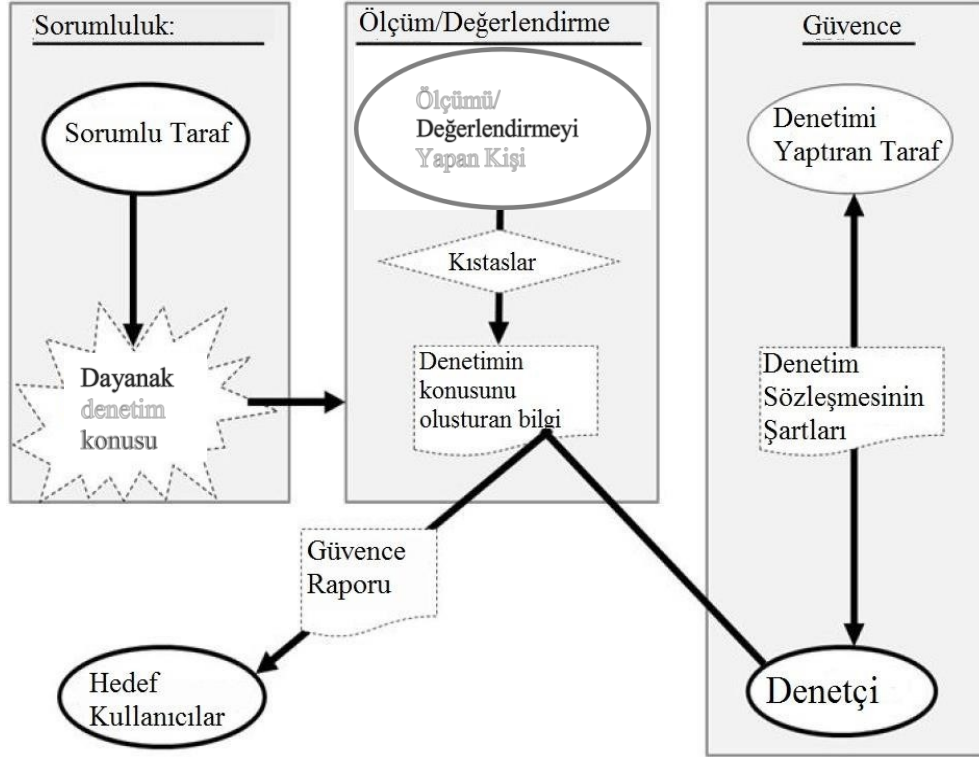 Sorumluluk:
Sorumlu Taraf
Dayanak
denetim
konusu
Ölçüm/Değerlendirme
Ölçümü/
Değerlendirmeyi
Yapan Kişi
Kıstaslar
Denetimin
konusunu
olusturan bilgi
Güvence
Denetimi
Yaptıran Taraf
Denetim
Sözleşmesinin
Şartları
Güvence
Raporu
Hedef
Kullanıcılar
Denetçi